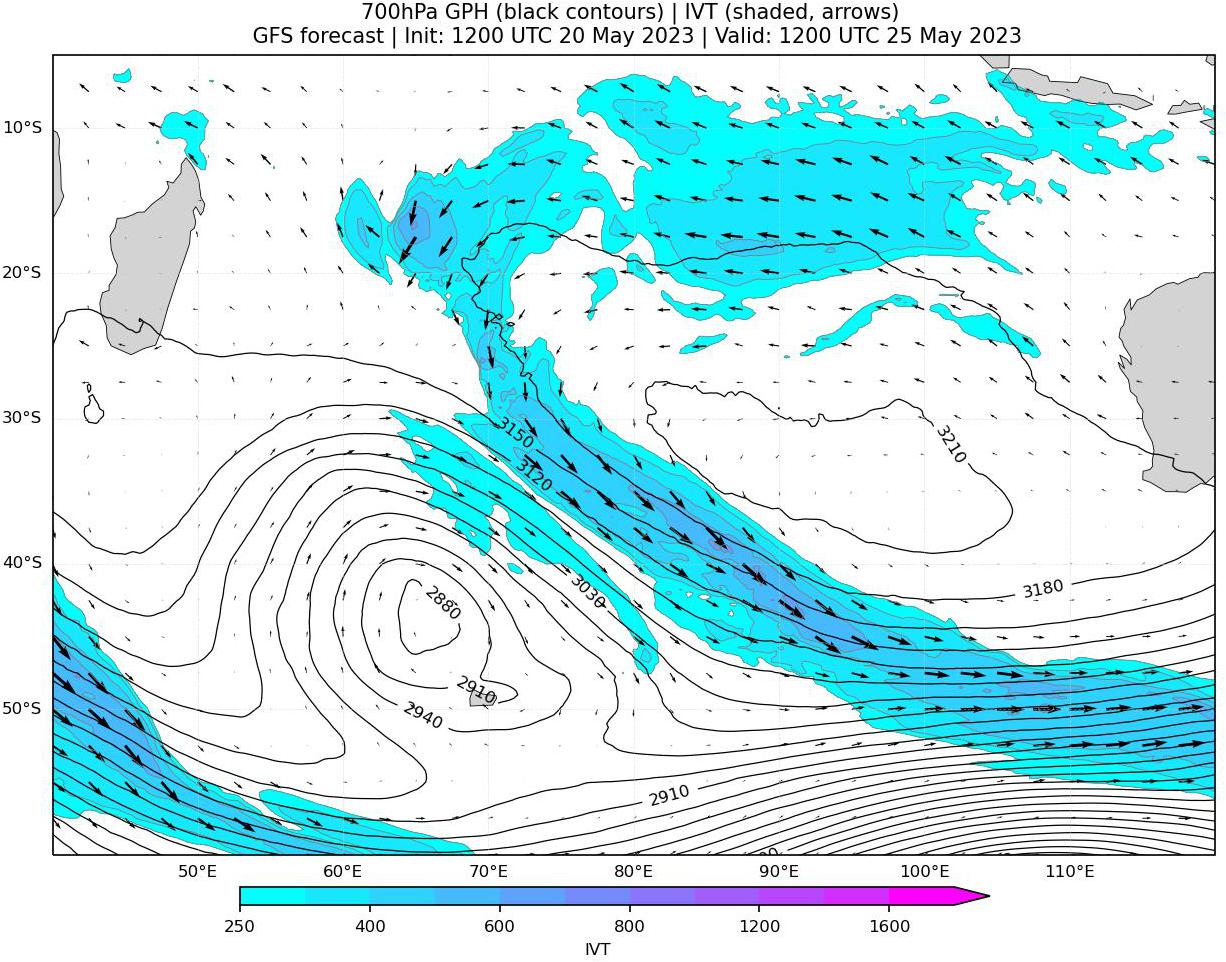 700hPa GPH (black contours) | IVT (shaded, arrows)
GFS forecast | Init: 1200 UTC 20 May 2023 | Valid: 1200 UTC 25 May 2023
10°S
20°S
30°S
40°S
50°S
3150
3120
3210
3030
2880
3180
2910
2940
2910
50°E
60°E
70°E
80°E
90°E
100°E
110°E
250
400
600
800
1200
1600
IVT